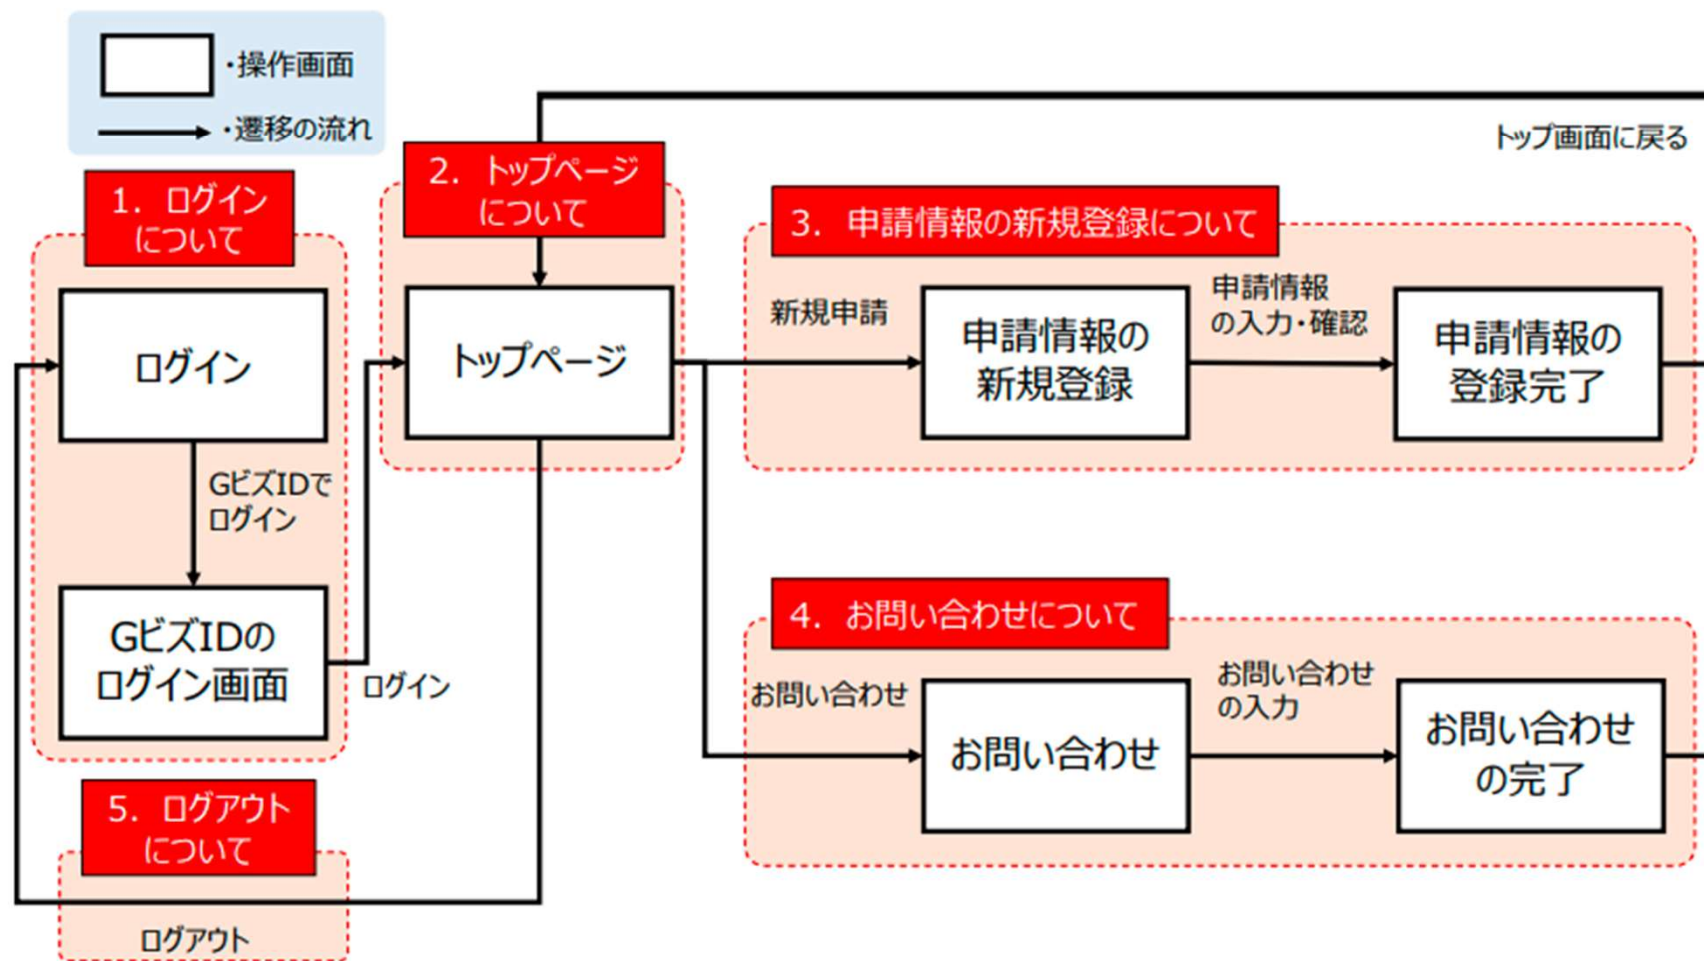 ・操作画面
・遷移の流れ
トップ画面に戻る
1. ログイン
について
2. トップページ
について
3. 申請情報の新規登録について
ログイン
トップページ
新規申請
申請情報の
新規登録
申請情報
の入力・確認
申請情報の
登録完了
GビズIDで
ログイン
GビズIDの
ログイン画面
ログイン
4. お問い合わせについて
お問い合わせ
お問い合わせ
お問い合わせ
の入力
お問い合わせ
の完了
5. ログアウト
について
ログアウト